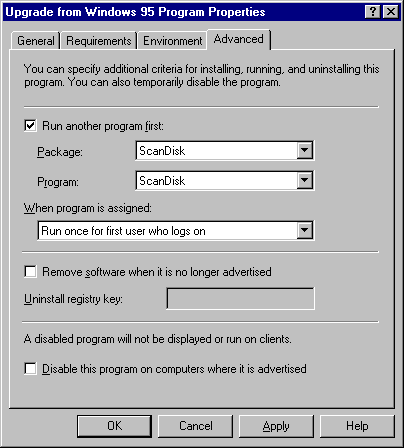 Upgrade from Windows 95 Program Properties
General Requirements Environment Advanced
You can specify additional criteria for installing, running, and uninstalling this
program. You can also temporarily disable the program.
Run another program first:
Package: ScanDisk
Program: ScanDisk
When program is assigned:
Run once for first user who logs on
Remove software when it is no longer advertised
Uninstall registry key:
A disabled program will not be displayed or run on clients.
Disable this program on computers where it is advertised
OK Cancel Apply Help